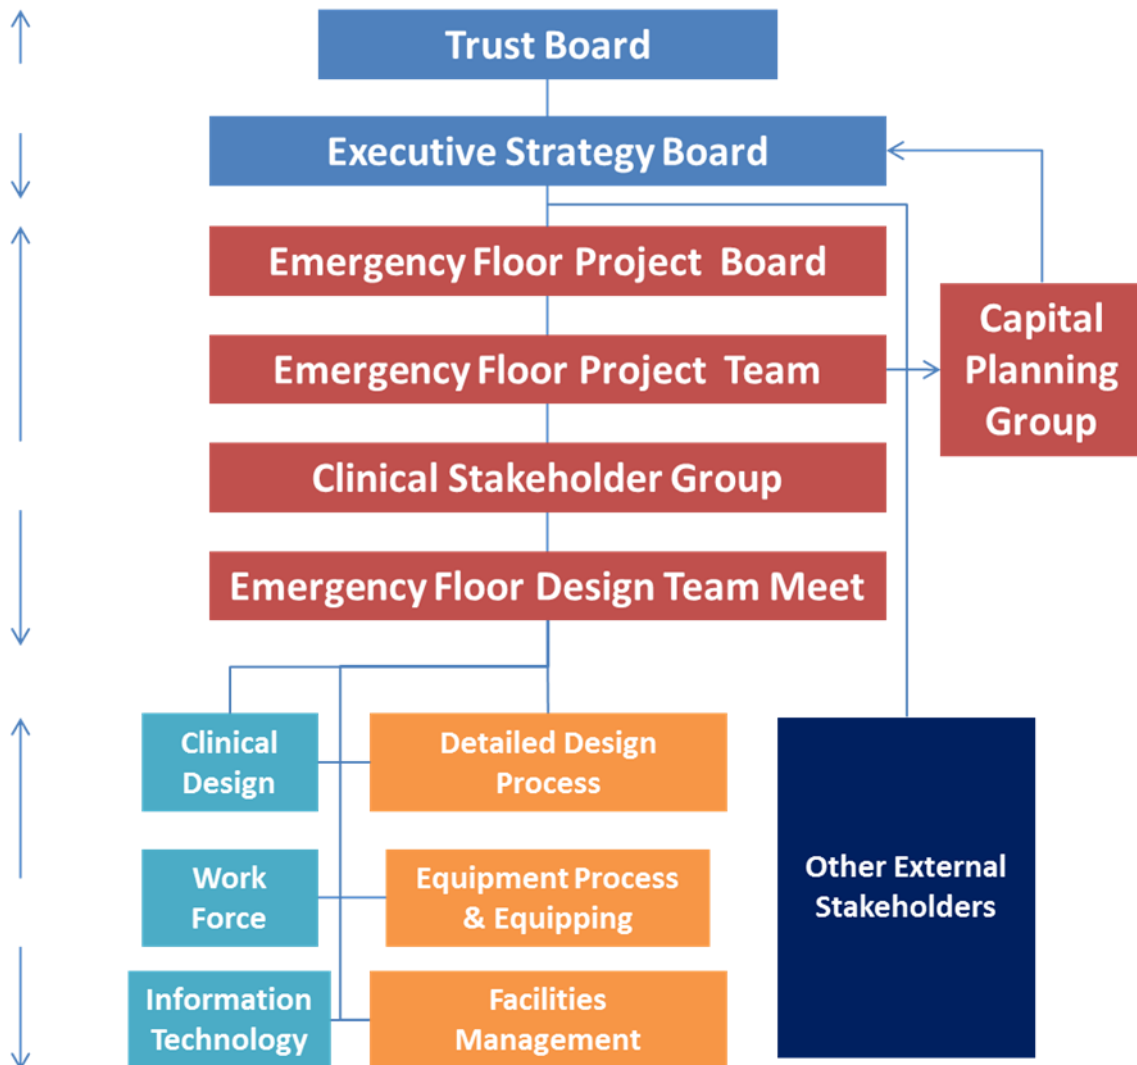 Trust Board
Executive Strategy Board
Emergency Floor Project Board
Emergency Floor Project Team
Capital
Planning
Group
Clinical Stakeholder Group
Emergency Floor Design Team Meet
Clinical
Design
Detailed Design
Process
Work
Force
Equipment Process
& Equipping
Information
Technology
Facilities
Management
Other External
Stakeholders